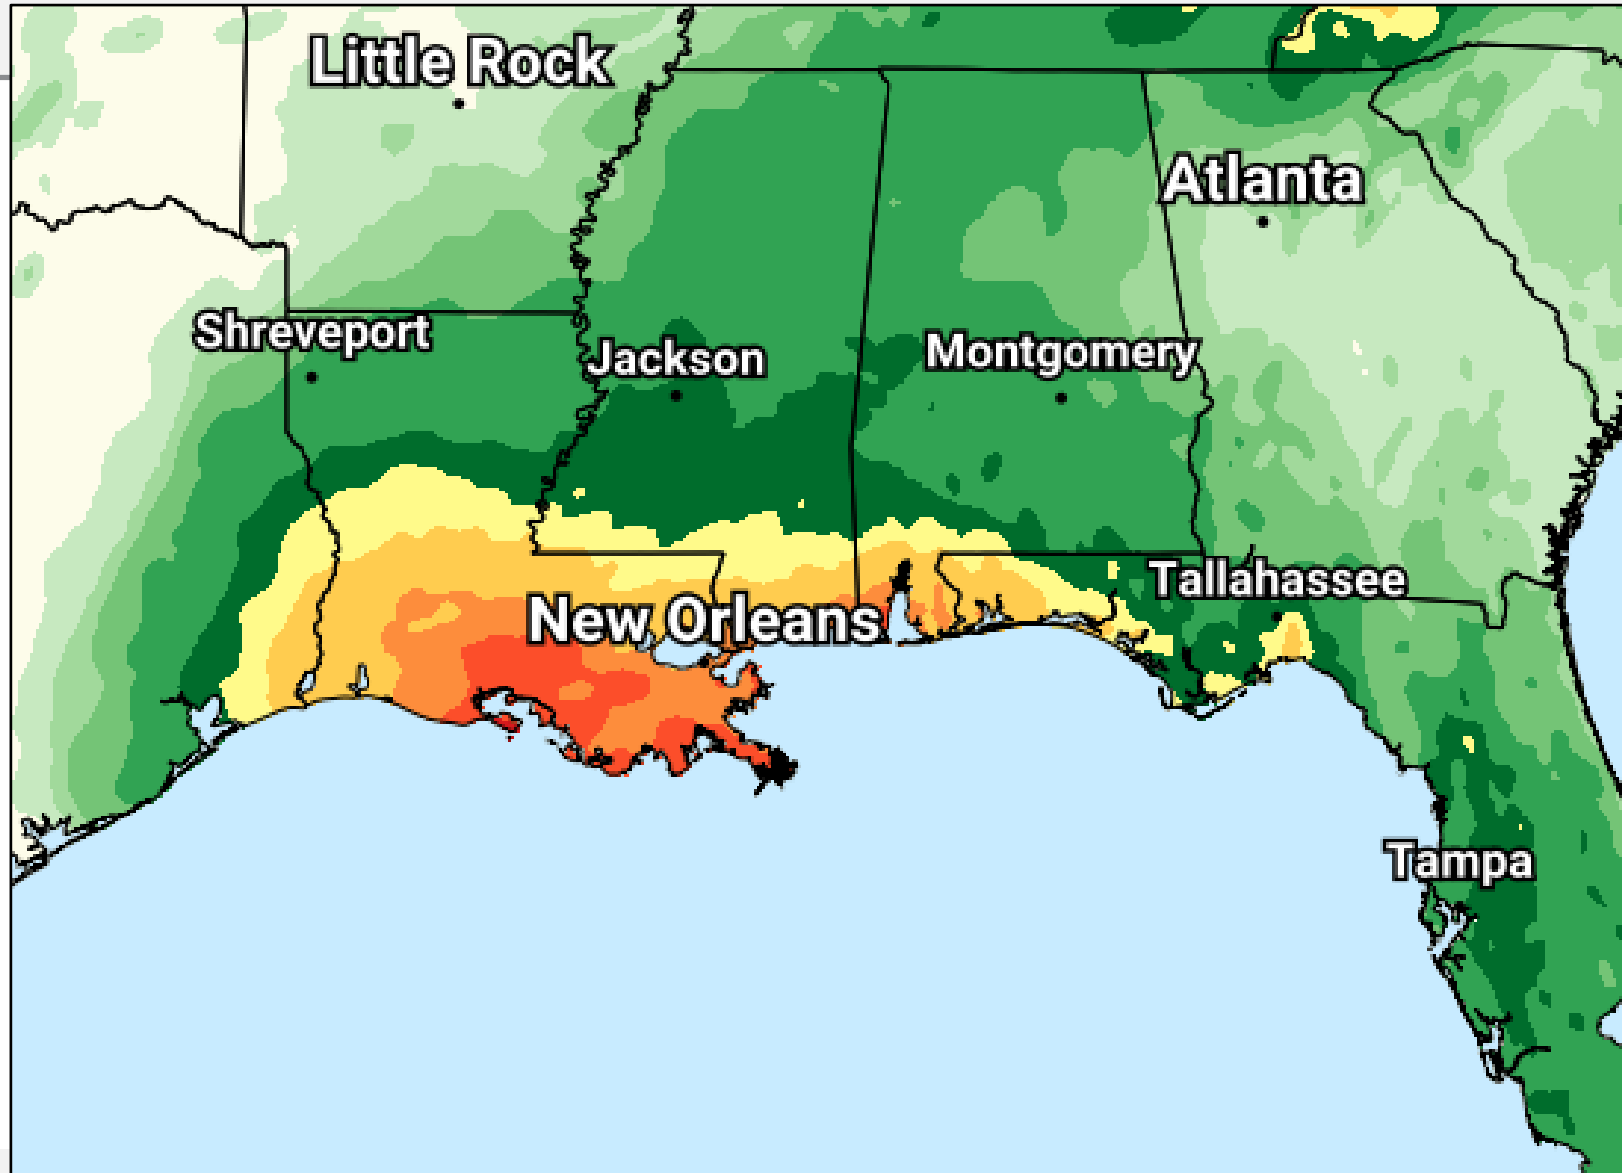 Little Rock
Atlanta
Shreveport
Jackson
Montgomery
Tallahassee
New Orleans
Tampa